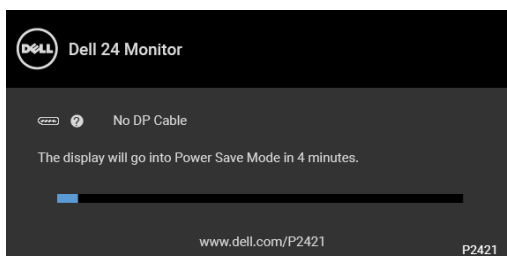 DELL
Dell 24 Monitor
No DP Cable
The display will go into Power Save Mode in 4 minutes.
www.dell.com/P2421
P2421